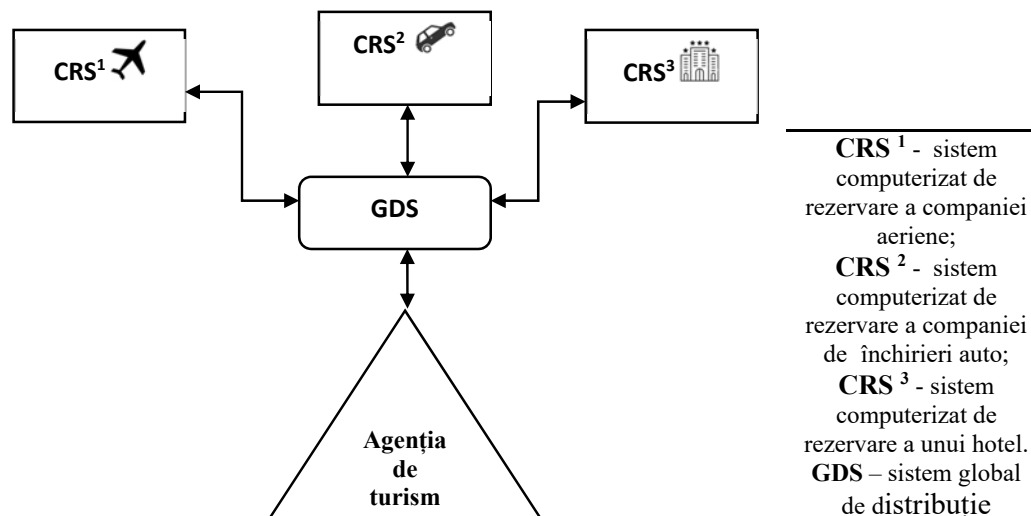 CRS¹
CRS²
CRS³
GDS
Agenția
de
turism
CRS ¹ - sistem
computerizat de
rezervare a companiei
aeriene;
CRS ² - sistem
computerizat de
rezervare a companiei
de închirieri auto;
CRS ³ - sistem
computerizat de
rezervare a unui hotel.
GDS – sistem global
de distribuție